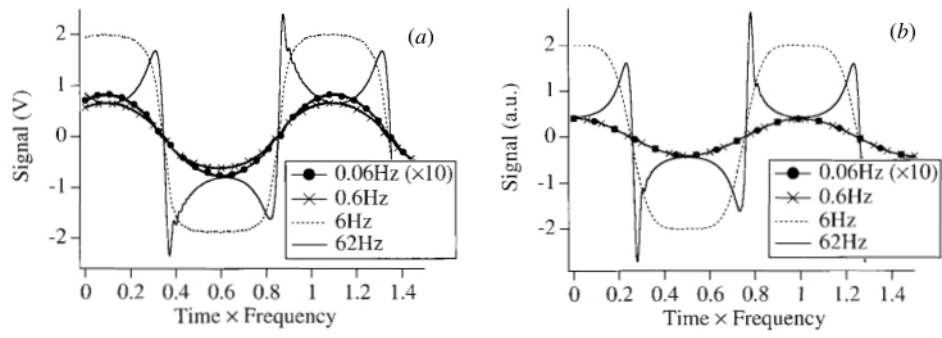 (a)
2
1
0
-1
-2
Signal (V)
0.06Hz (×10)
0.6Hz
6Hz
62Hz
0 0.2 0.4 0.6 0.8 1 1.2 1.4
Time × Frequency
(b)
2
1
0
-1
-2
Signal (a.u.)
0.06Hz (×10)
0.6Hz
6Hz
62Hz
0 0.2 0.4 0.6 0.8 1 1.2 1.4
Time × Frequency